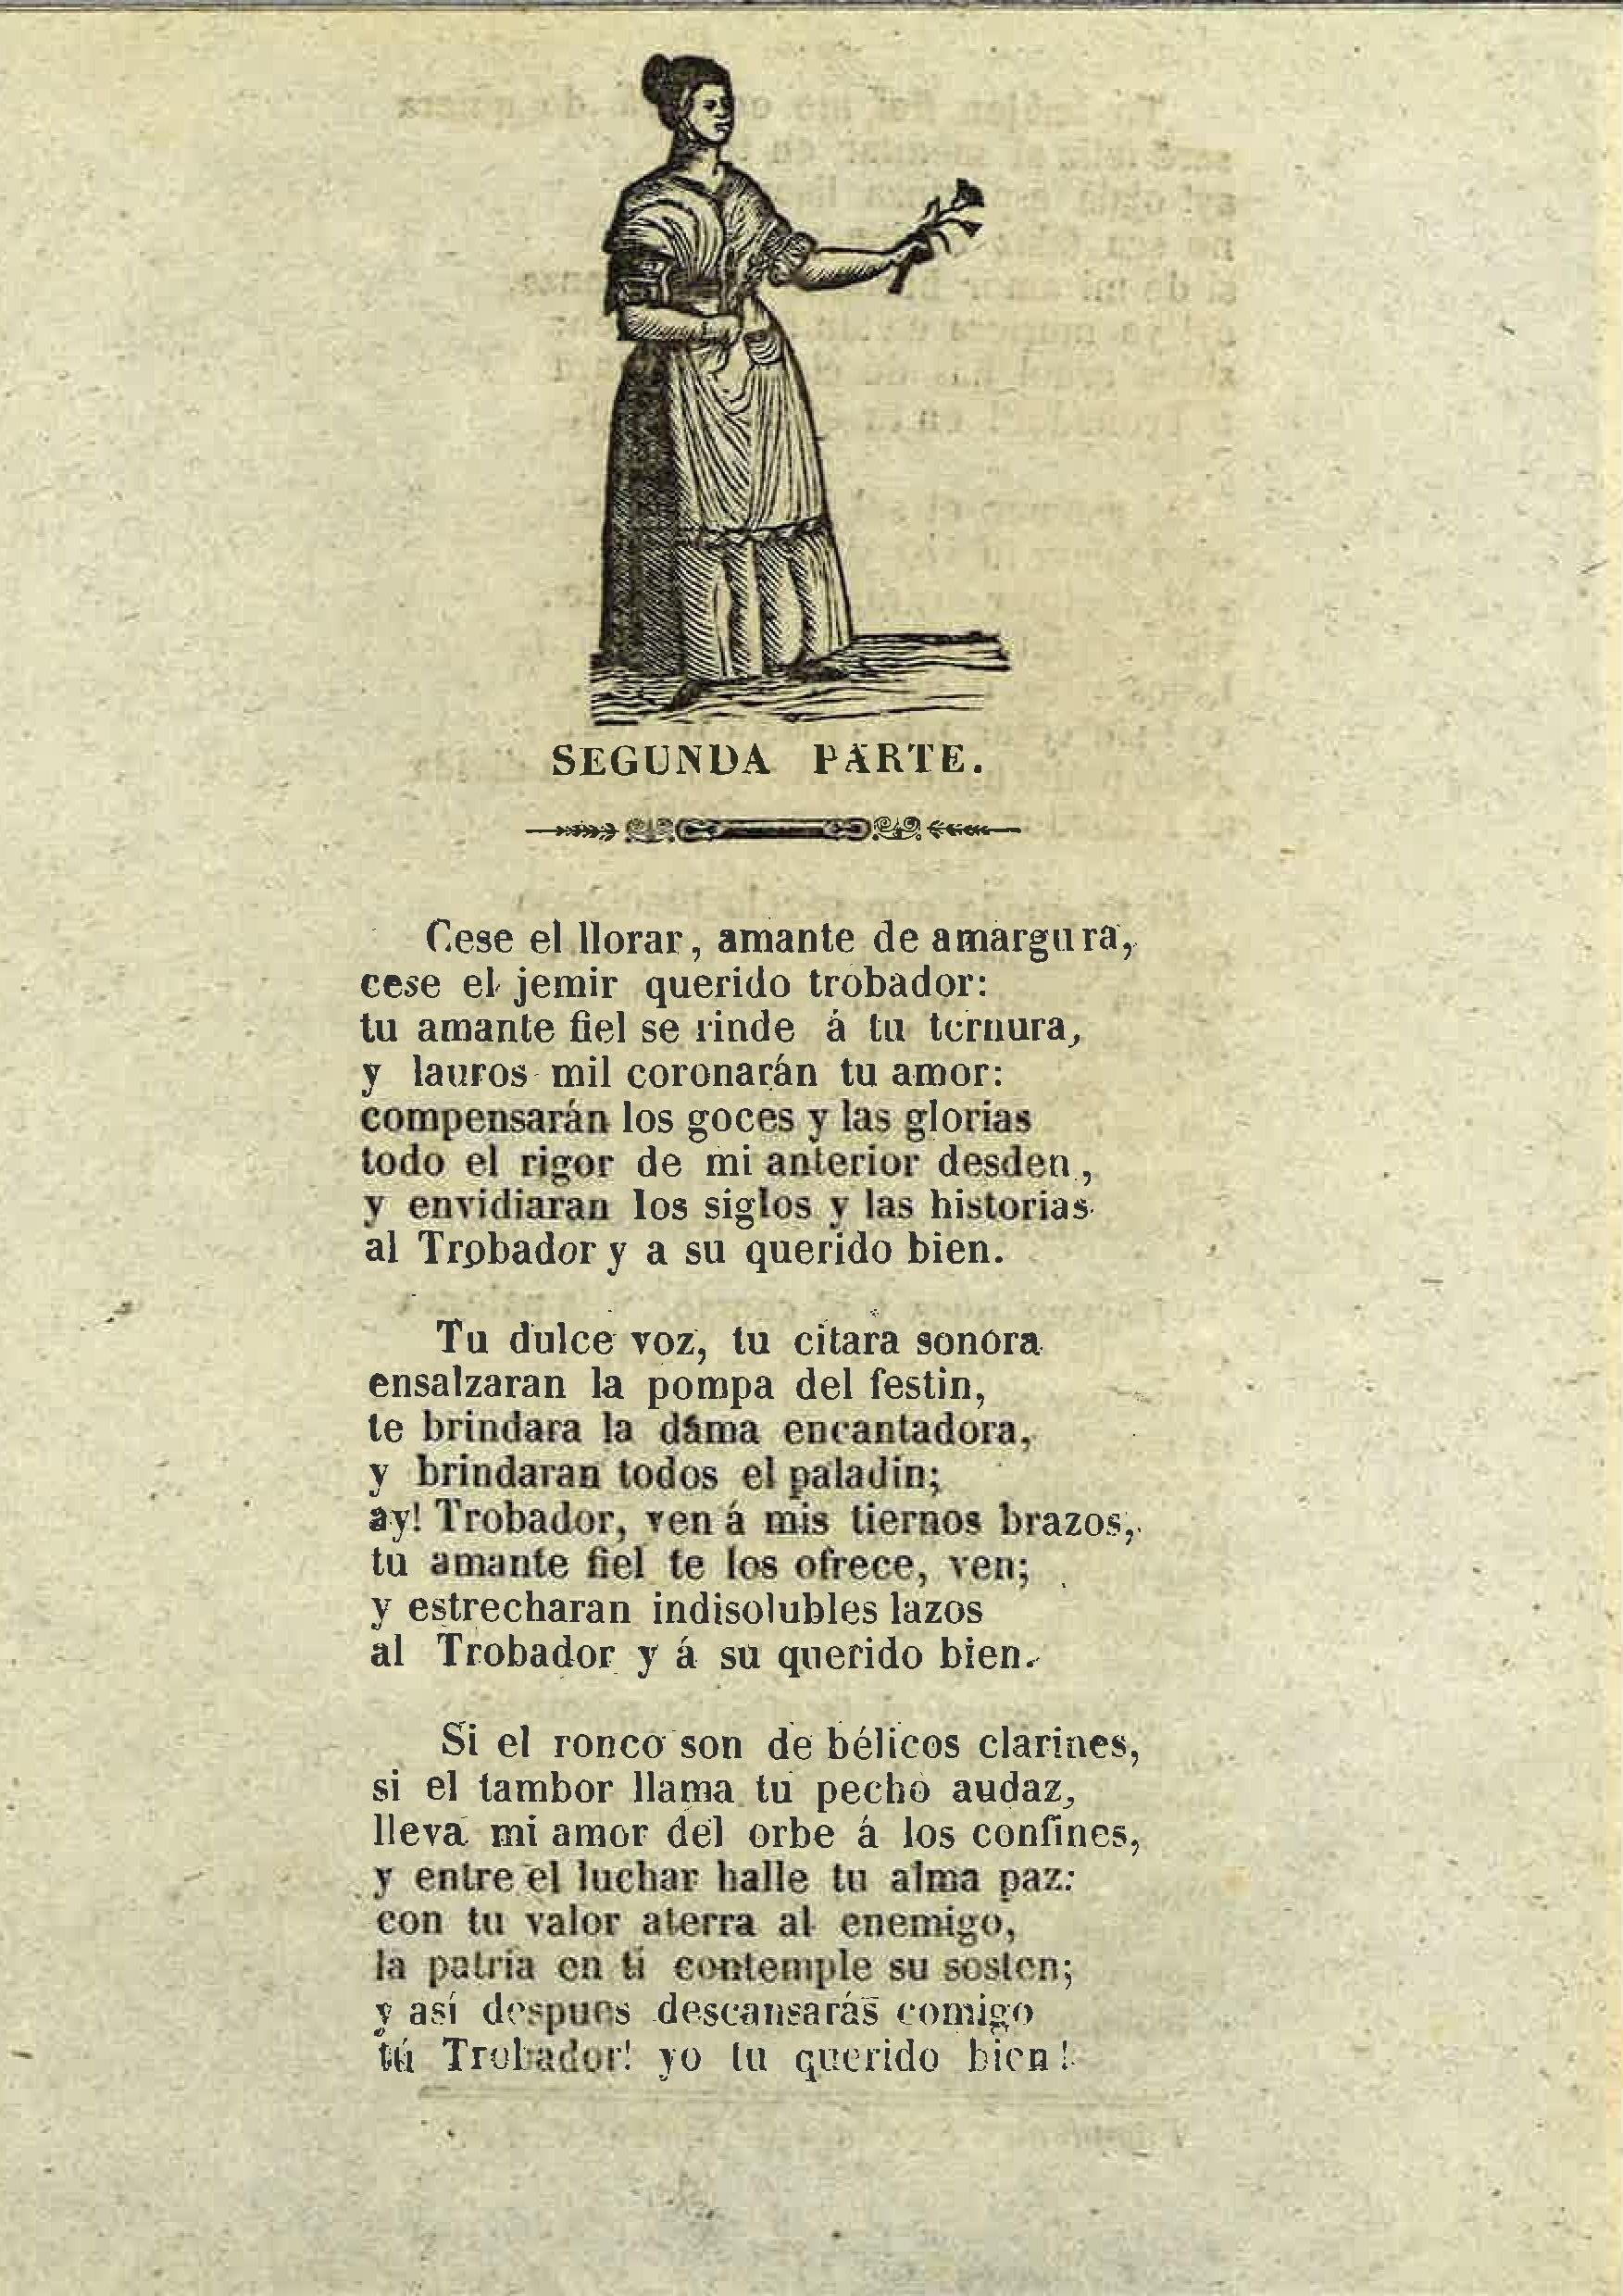 SEGUNDA PARTE.
Cese el llorar, amante de amargura,
cese el jemir querido trobador:
tu amante fiel se rinde á tu ternura,
y lauros mil coronarán tu amor:
compensarán los goces y las glorias
todo el rigor de mi anterior desden,
y envidiaran los siglos y las historias
al Trobador y a su querido bien.
Tu dulce voz, tu citara sonora
ensalzaran la pompa del festin,
te brindara la dáma encantadora,
y brindaran todos el paladin;
ay! Trobador, ven á mis tiernos brazos,
tu amante fiel te los ofrece, ven;
y estrecharan indisolubles lazos
al Trobador y á su querido bien.
Si el ronco son de bélicos clarines,
si el tambor llama tu pecho audaz,
lleva mi amor del orbe á los confines,
y entre el luchar halle tu alma paz:
con tu valor aterra al enemigo,
la patria en ti contemple su sosten;
y así despues descansarás comigo
tú Trobador! yo tu querido bien!